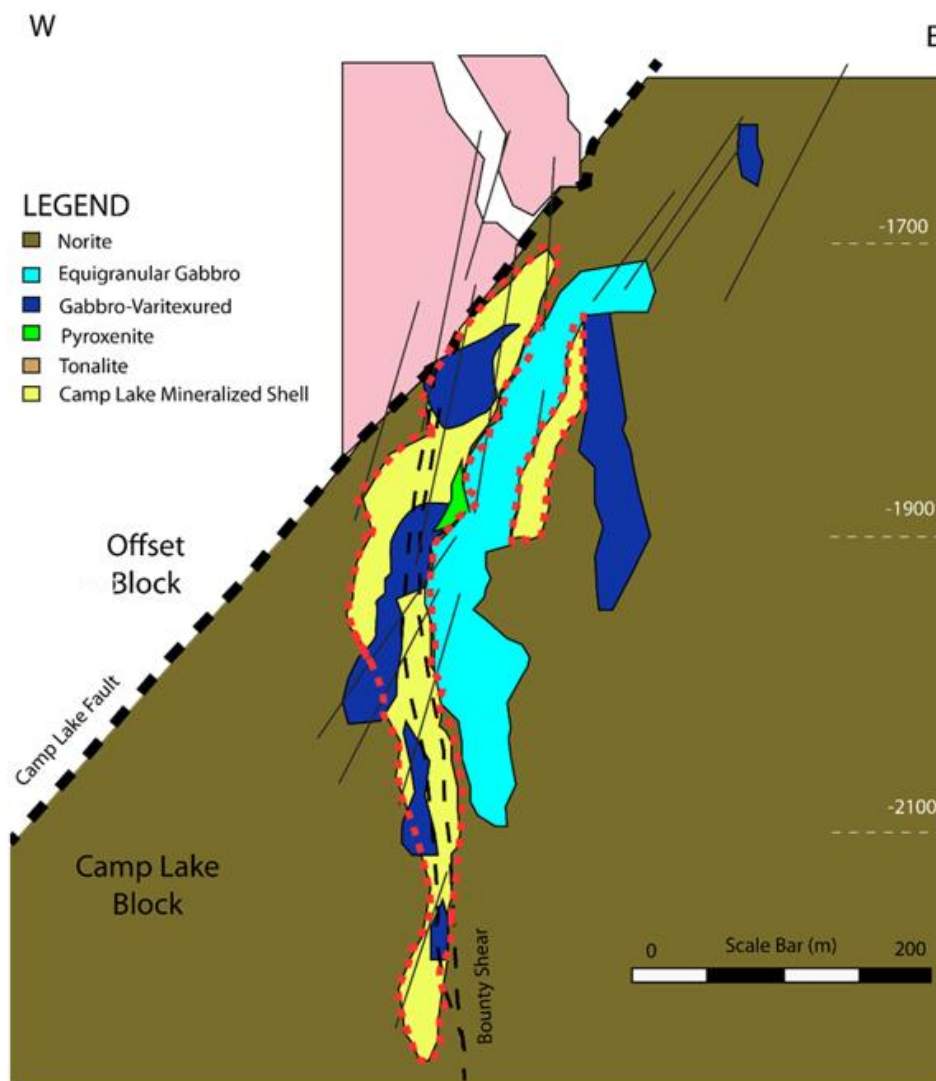 W
E
LEGEND
Norite
Equigranular Gabbro
Gabbro-Varitexured
Pyroxenite
Tonalite
Camp Lake Mineralized Shell
-1700
-1900
Offset
Block
Camp Lake Fault
-2100
Camp Lake
Block
Bounty Shear
0 Scale Bar (m) 200